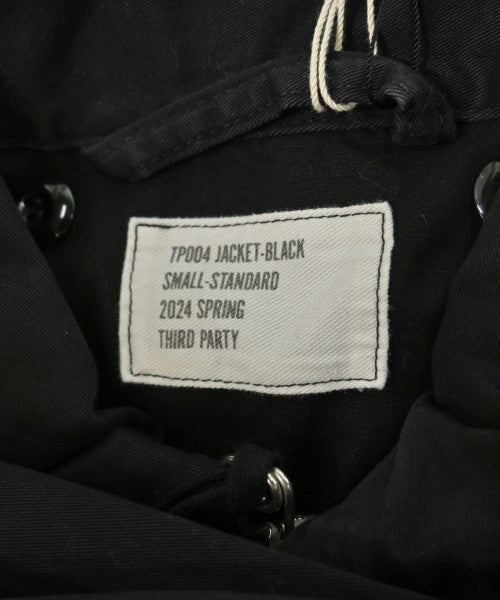 TP004 JACKET-BLACK
SMALL-STANDARD
2024 SPRING
THIRD PARTY